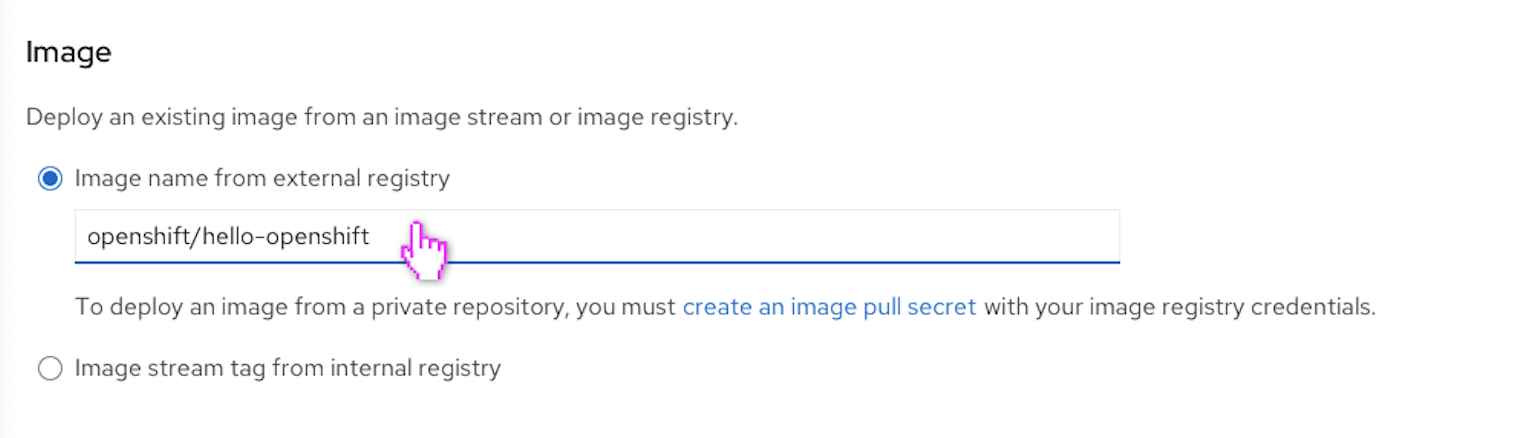 Image
Deploy an existing image from an image stream or image registry.
Image name from external registry
openshift/hello-openshift
To deploy an image from a private repository, you must create an image pull secret with your image registry credentials.
Image stream tag from internal registry